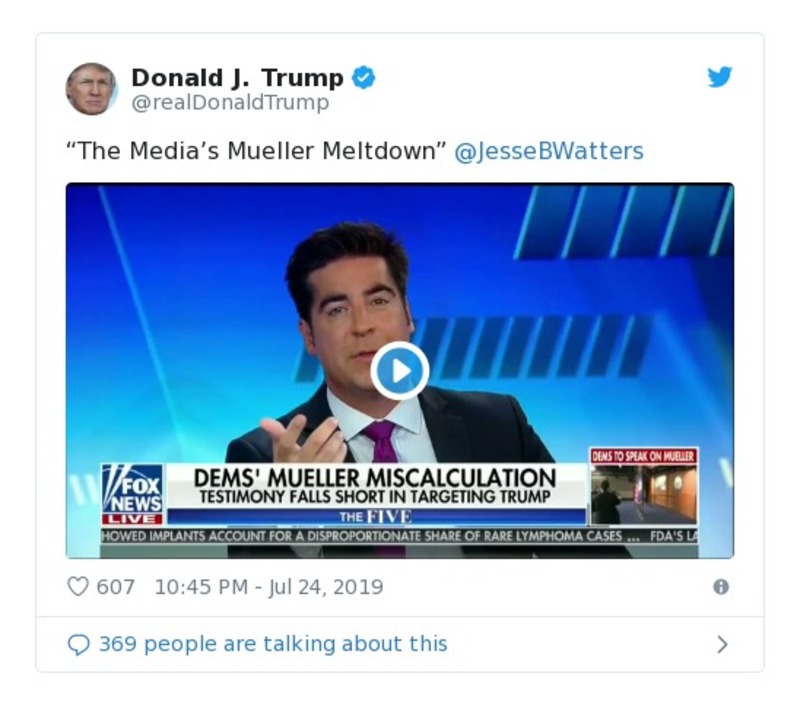 Donald J. Trump
@realDonaldTrump
“The Media’s Mueller Meltdown” @JesseBWatters
DEMS TO SPEAK ON MUELLER
FOX
NEWS
LIVE
DEMS' MUELLER MISCALCULATION
TESTIMONY FALLS SHORT IN TARGETING TRUMP
THE FIVE
HOWED IMPLANTS ACCOUNT FOR A DISPROPORTIONATE SHARE OF RARE LYMPHOMA CASES ... FDA'S LA
607 10:45 PM - Jul 24, 2019
369 people are talking about this